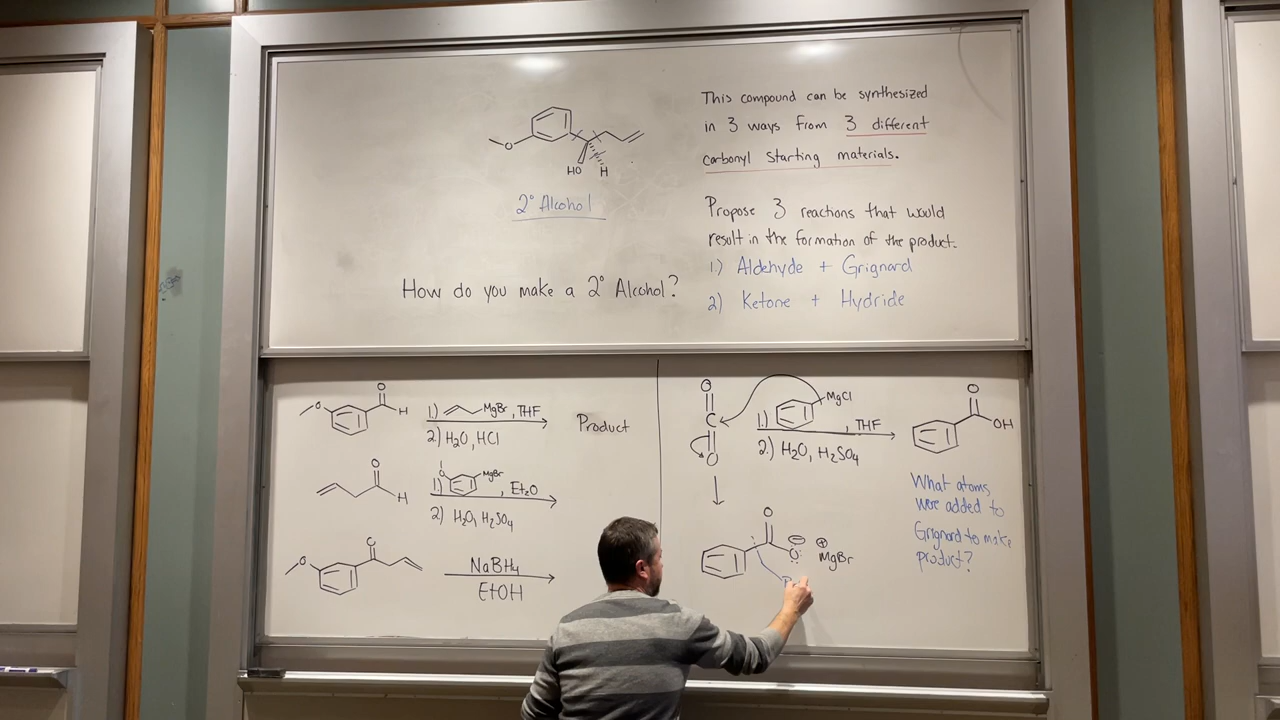 This compound can be synthesized
in 3 ways from 3 different
carbonyl starting materials.
O
HO
H
2° Alcohol
Propose 3 reactions that would
result in the formation of the product.
1) Aldehyde + Grignard
2) Ketone + Hydride
How do you make a 2° Alcohol?
O
O
H
1) MgBr, THF
2) H2O, HCl
Product
O
H
O
1) MgBr, Et2O
2) H2O, H2SO4
O
O
NaBH4
EtOH
O
C
O
MgCl
1) , THF
2.) H2O, H2SO4
O
OH
What atoms
were added to
Grignard to make
product?
O
O ⊖
⊕
MgBr